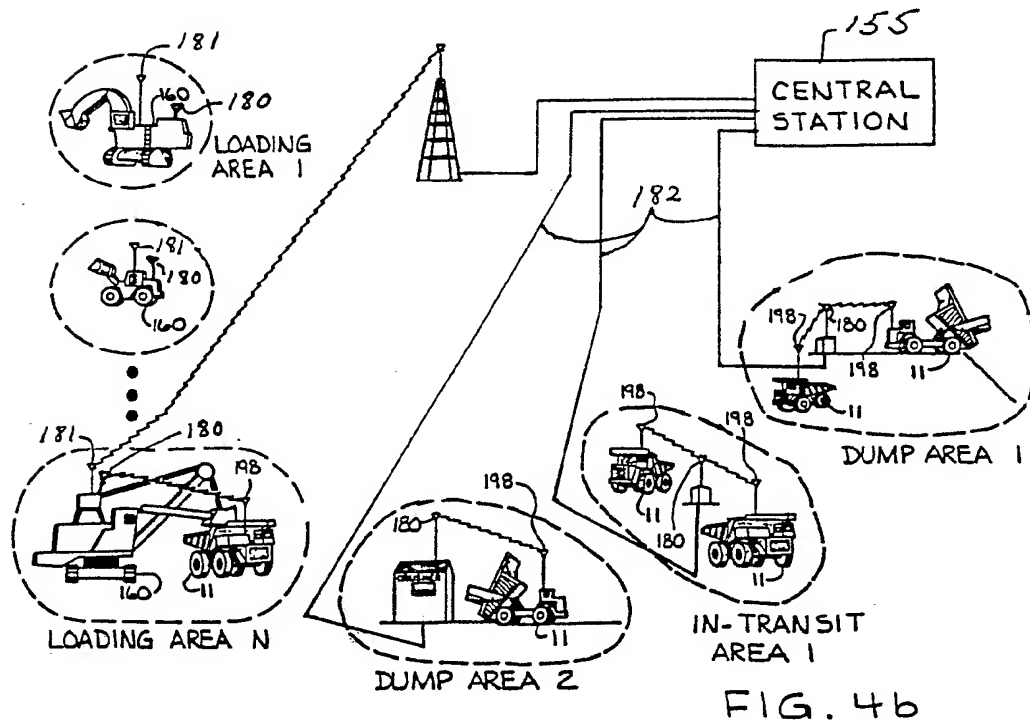 155
CENTRAL
STATION
181
160
180
LOADING
AREA 1
182
181
180
160
198
180
198
11
11
DUMP AREA 1
181
180
198
160
11
LOADING AREA N
180
198
11
DUMP AREA 2
198
198
11
180
11
IN-TRANSIT
AREA 1
FIG. 4b